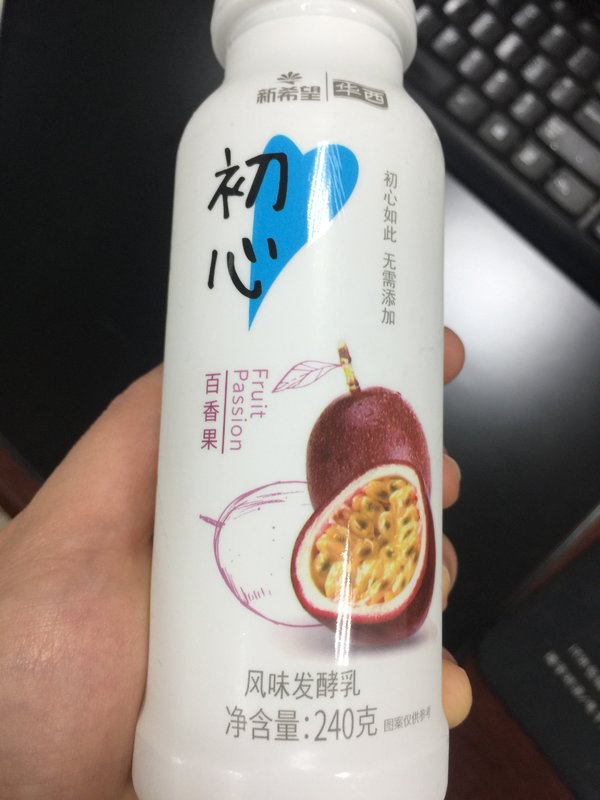 新希望 华西
初心
初心如此 无需添加
Fruit
Passion
百香果
风味发酵乳
净含量:240克
图案仅供参考